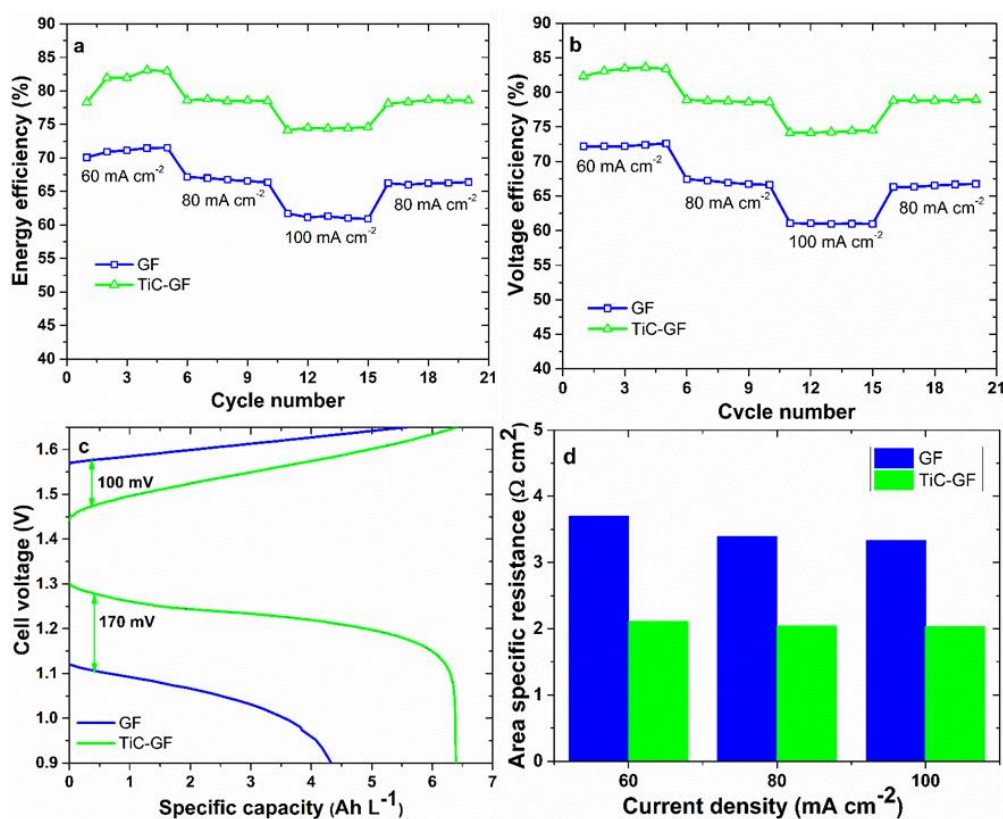 a
Energy efficiency (%)
90
85
80
75
70
65
60
55
50
45
40
60 mA cm-2
80 mA cm-2
100 mA cm-2
80 mA cm-2
GF
TiC-GF
0 3 6 9 12 15 18 21
Cycle number
b
Voltage efficiency (%)
90
85
80
75
70
65
60
55
50
45
40
60 mA cm-2
80 mA cm-2
100 mA cm-2
80 mA cm-2
GF
TiC-GF
0 3 6 9 12 15 18 21
Cvcle number
c
Cell voltage (V)
1.6
1.5
1.4
1.3
1.2
1.1
1.0
0.9
100 mV
170 mV
GF
TiC-GF
0 1 2 3 4 5 6 7
Specific capacity (Ah L-1)
d
Area specific resistance (Ω cm2)
5
4
3
2
1
0
GF
TiC-GF
60 80 100
Current density (mA cm-2)